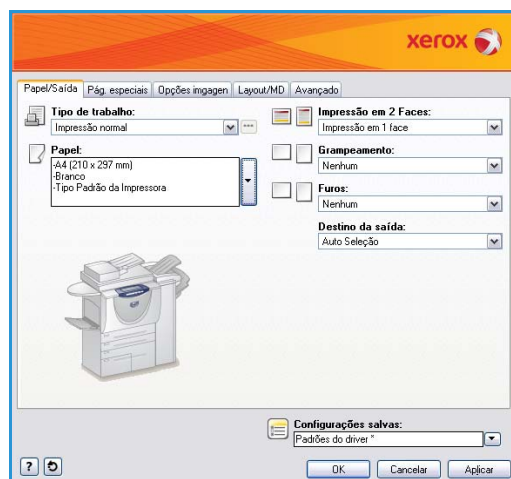 xerox
Papel/Saída Pág. especiais Opções imgagen Layout/MD Avançado
Tipo de trabalho:
Impressão normal
Papel:
-A4 (210 x 297 mm)
-Branco
-Tipo Padrão da Impressora
Impressão em 2 Faces:
Impressão em 1 face
Grampeamento:
Nenhum
Furos:
Nenhum
Destino da saída:
Auto Seleção
Configurações salvas:
Padrões do driver *
? OK Cancelar Aplicar